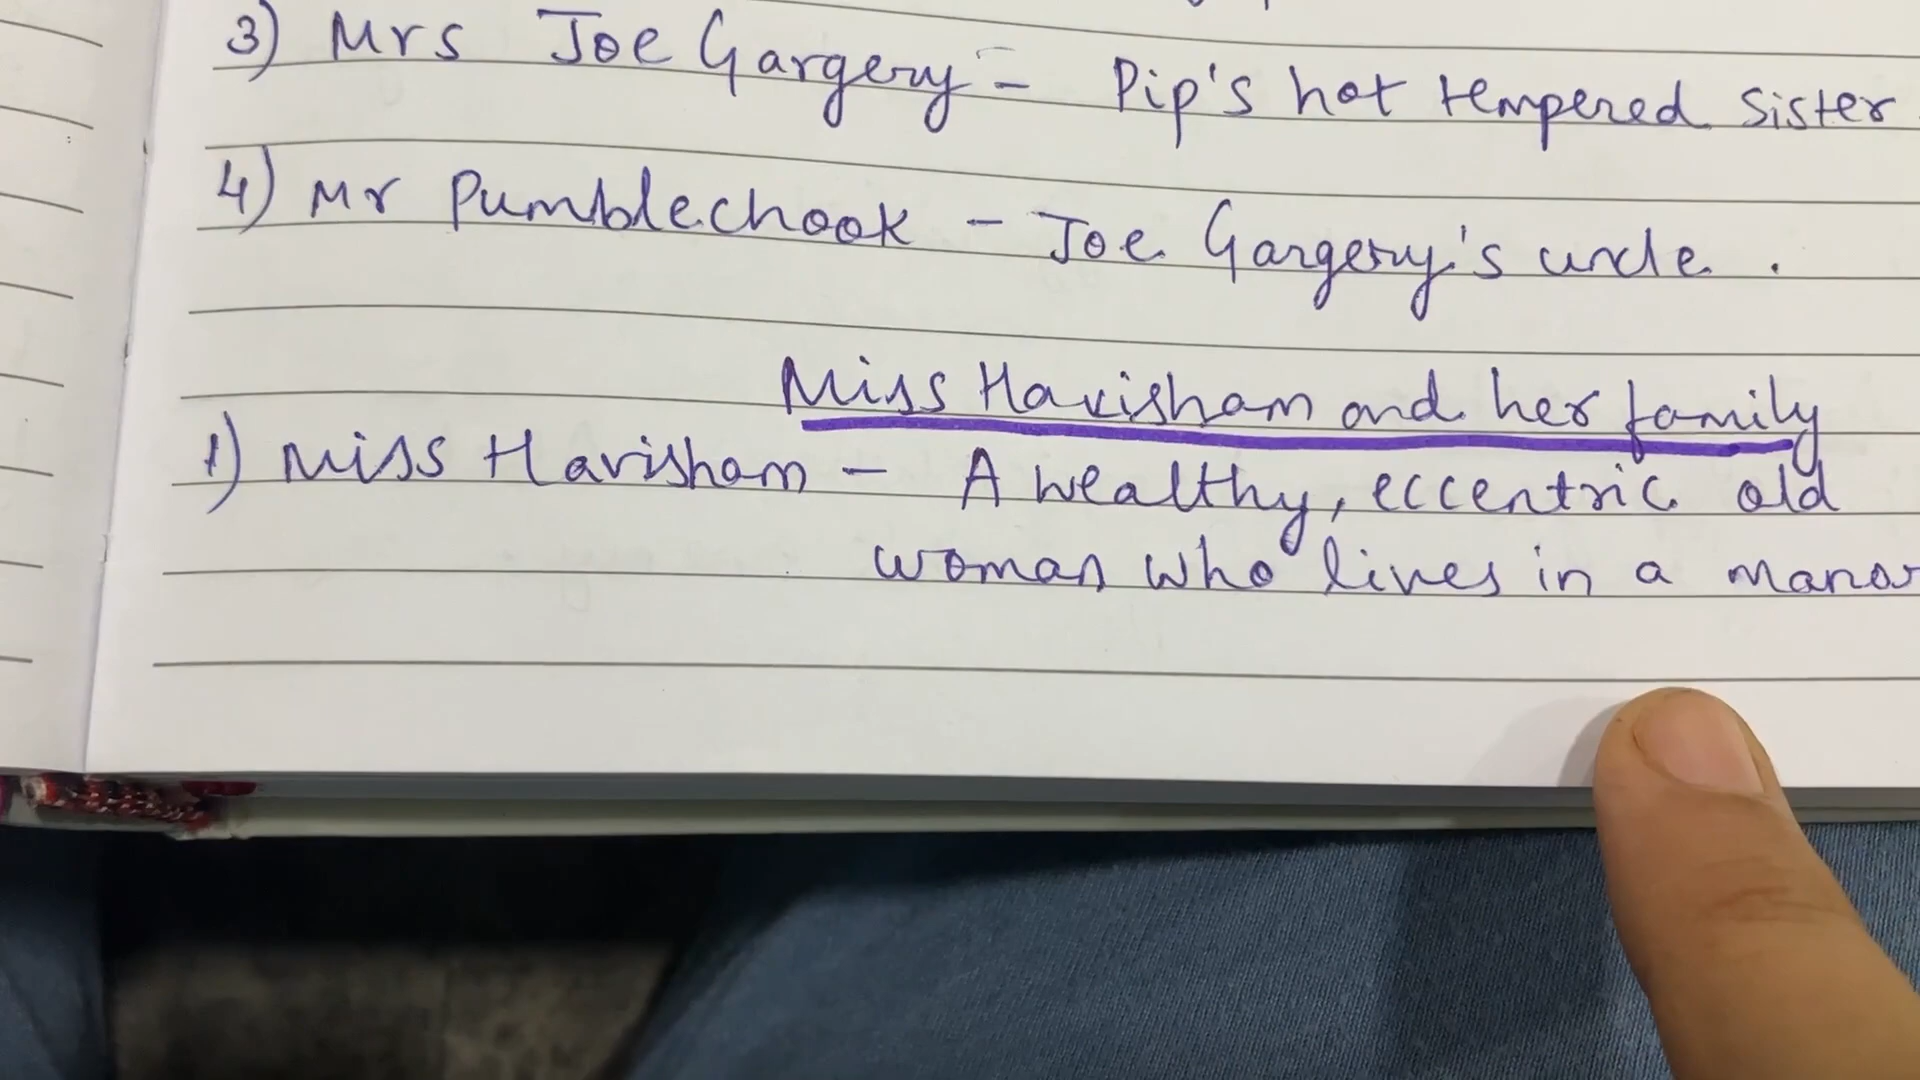 3) Mrs Joe Gargery - Pip's hot tempered sister.
4) Mr Pumblechook - Joe Gargery's uncle.
Miss Havisham and her family
1) Miss Havisham - A wealthy, eccentric old
woman who lives in a manor